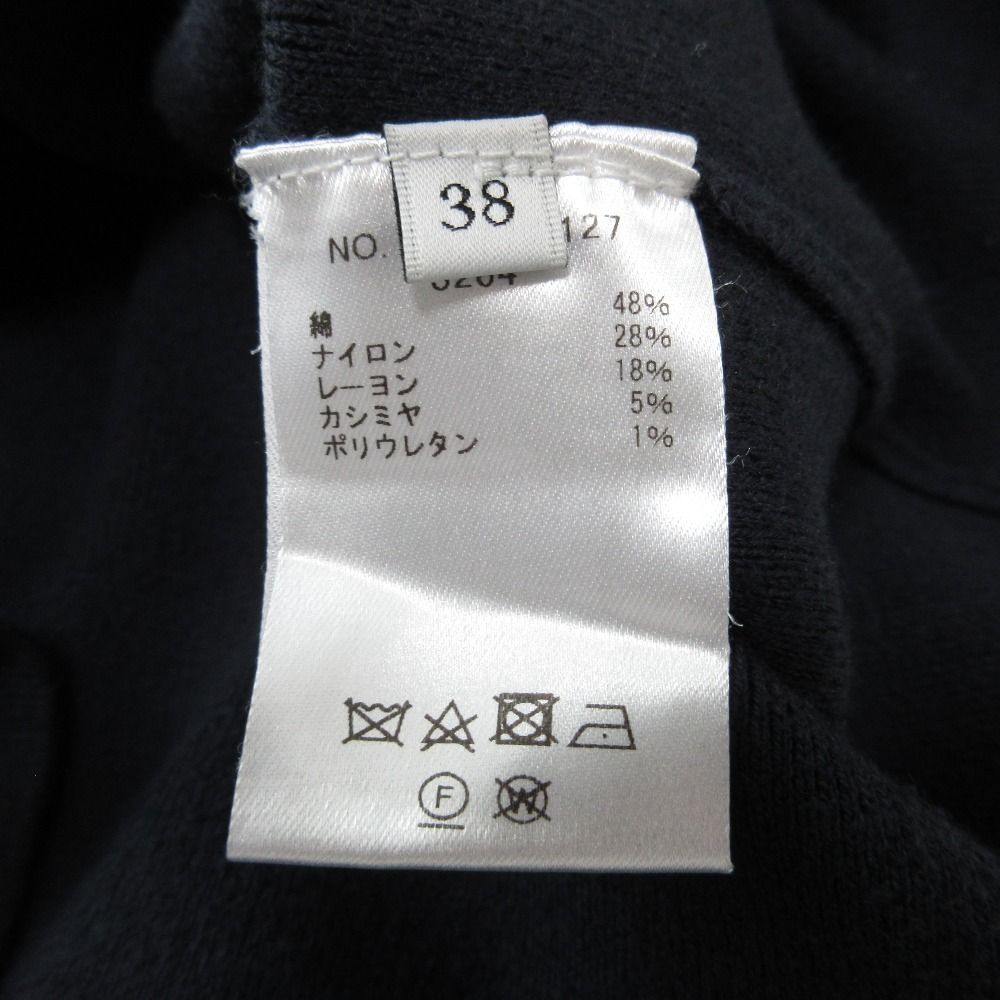 38
NO. 127
綿 48%
ナイロン 28%
レーヨン 18%
カシミヤ 5%
ポリウレタン 1%
F W